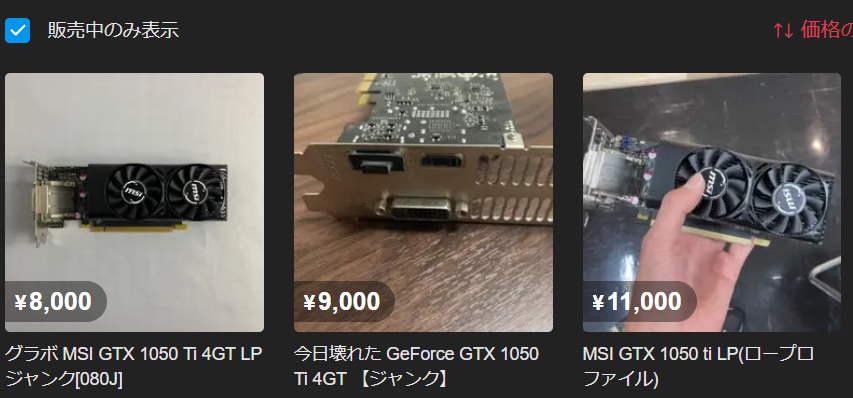 販売中のみ表示
↑↓ 価格の
msi
msi
msi
¥8,000
¥9,000
¥11,000
グラボ MSI GTX 1050 Ti 4GT LP
ジャンク[080J]
今日壊れた GeForce GTX 1050
Ti 4GT 【ジャンク】
MSI GTX 1050 ti LP(ロープロ
ファイル)